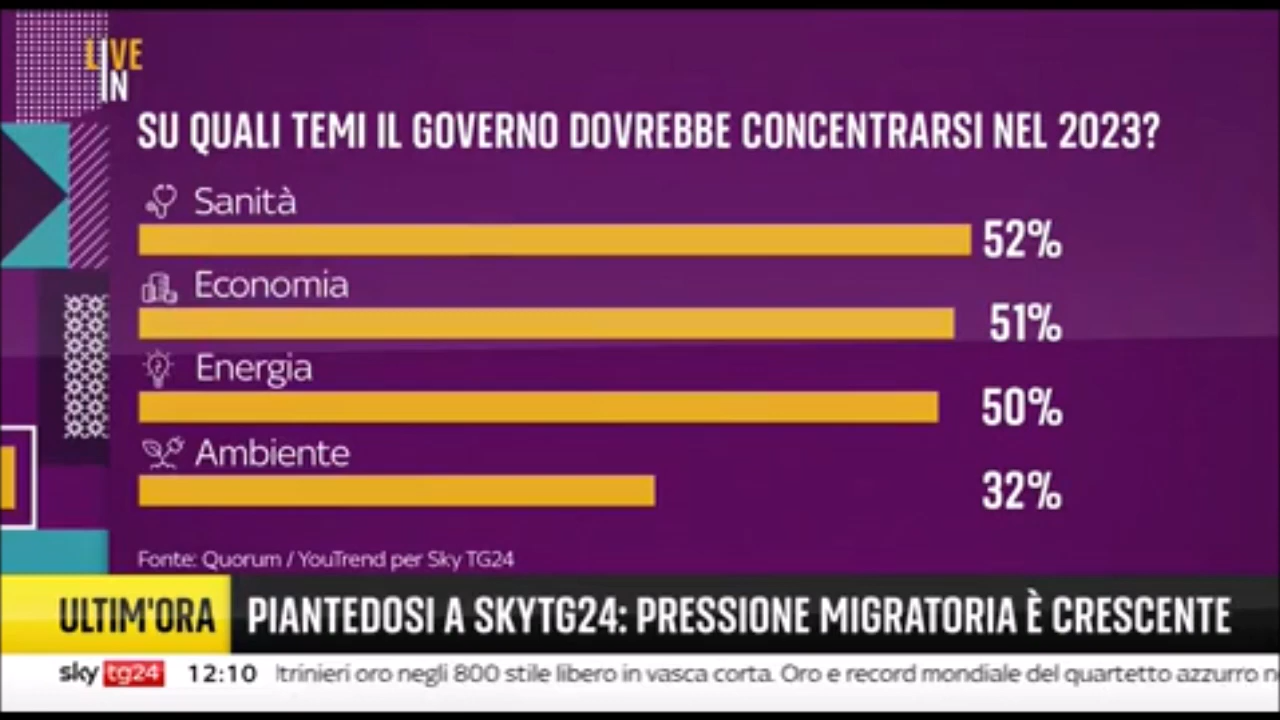 LIVE
IN
SU QUALI TEMI IL GOVERNO DOVREBBE CONCENTRARSI NEL 2023?
Sanità
52%
Economia
51%
Energia
50%
Ambiente
32%
Fonte: Quorum / YouTrend per Sky TG24
ULTIM'ORA PIANTEDOSI A SKYTG24: PRESSIONE MIGRATORIA È CRESCENTE
sky tg24 12:10 ltrinieri oro negli 800 stile libero in vasca corta. Oro e record mondiale del quartetto azzurro